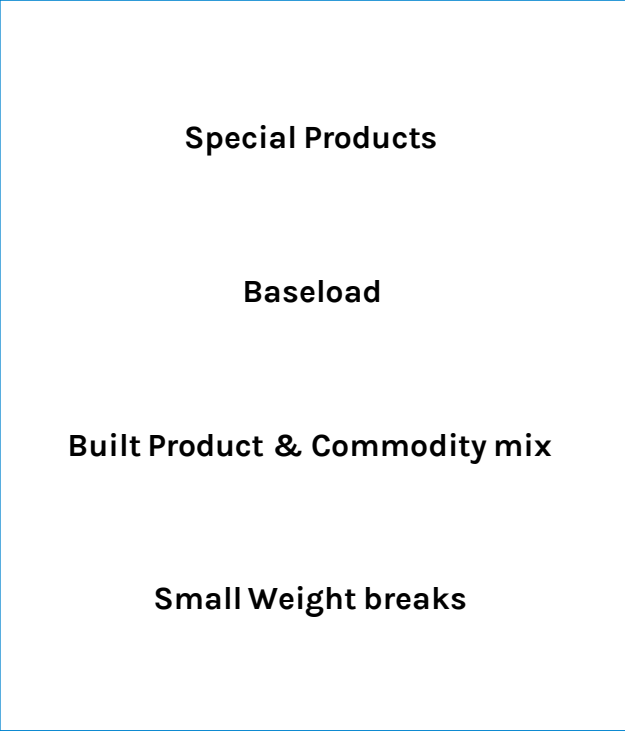 Special Products
Baseload
Built Product & Commodity mix
Small Weight breaks